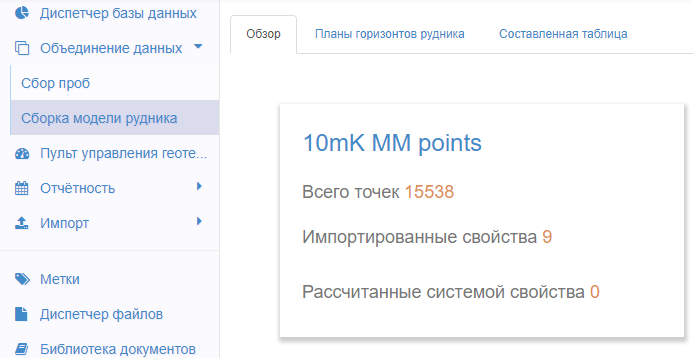 Диспетчер базы данных
Объединение данных
Сбор проб
Сборка модели рудника
Пульт управления геоте...
Отчётность
Импорт
Метки
Диспетчер файлов
Библиотека документов
Обзор
Планы горизонтов рудника
Составленная таблица
10mK MM points
Всего точек 15538
Импортированные свойства 9
Рассчитанные системой свойства 0